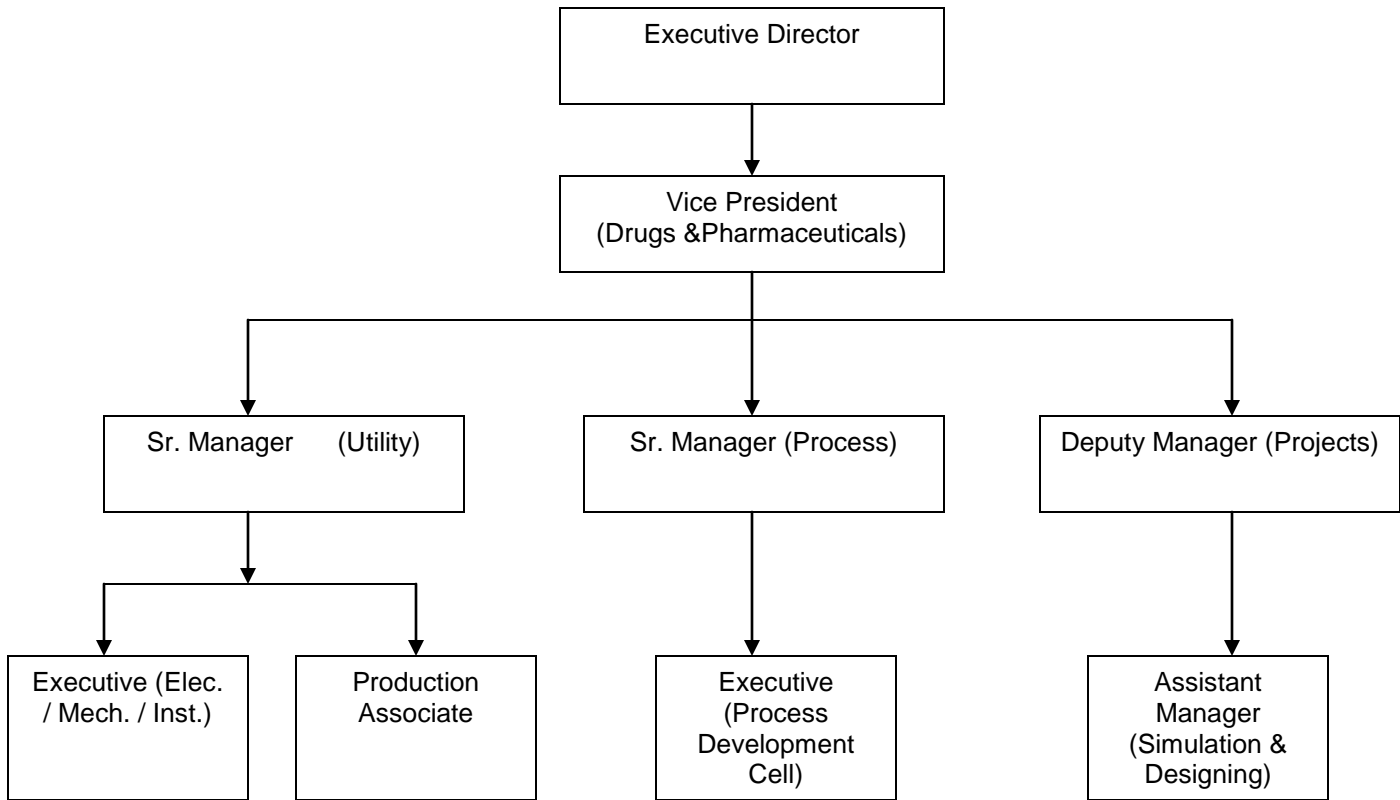 Executive Director
Vice President
(Drugs &Pharmaceuticals)
Sr. Manager (Utility)
Sr. Manager (Process)
Deputy Manager (Projects)
Executive (Elec.
/ Mech. / Inst.)
Production
Associate
Executive
(Process
Development
Cell)
Assistant
Manager
(Simulation &
Designing)